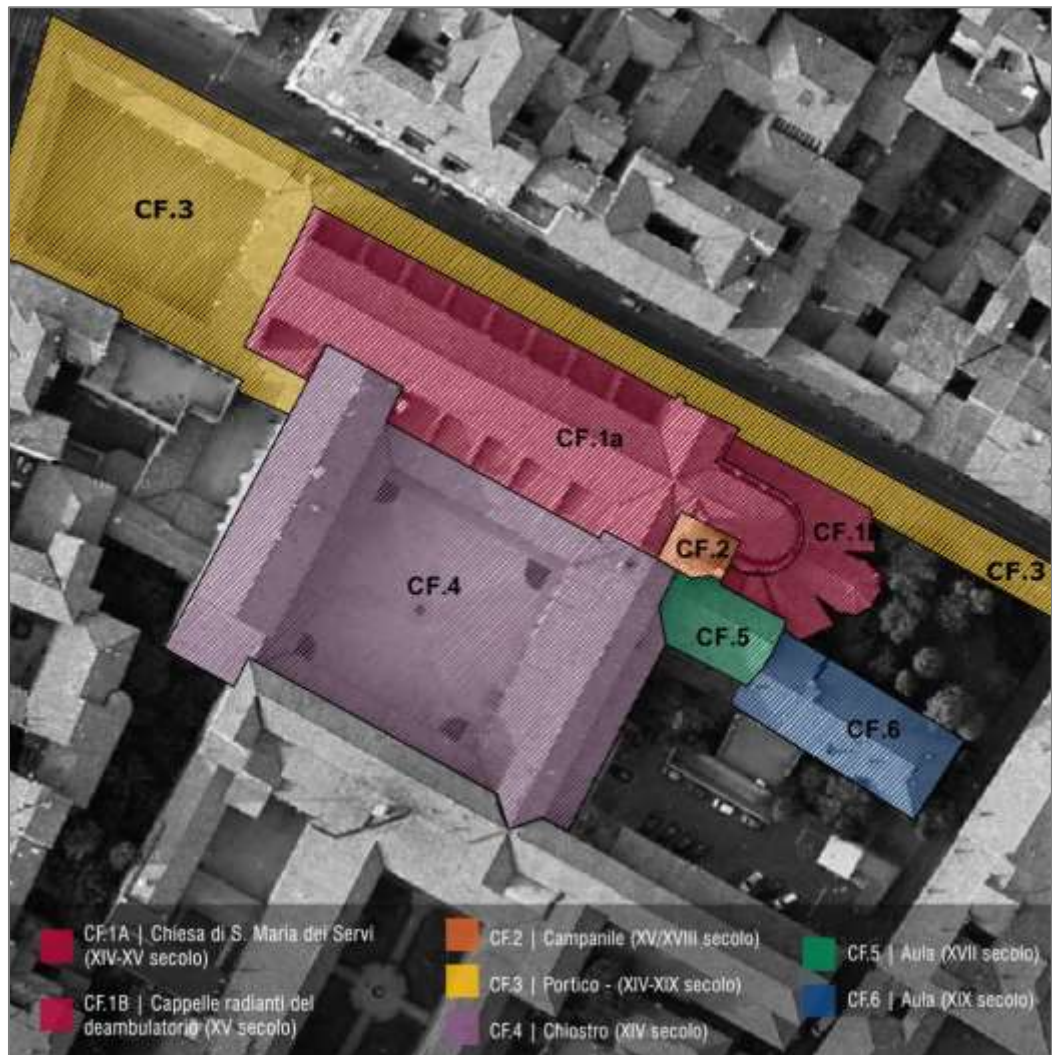 CF.3
CF.1a
CF.1
CF.2
CF.3
CF.4
CF.5
CF.6
CF.1A | Chiesa di S. Maria dei Servi
(XIV-XV secolo)
CF.1B | Cappelle radianti del
deambulatorio (XV secolo)
CF.2 | Campanile (XV/XVIII secolo)
CF.3 | Portico - (XIV-XIX secolo)
CF.4 | Chiostro (XIV secolo)
CF.5 | Aula (XVII secolo)
CF.6 | Aula (XIX secolo)